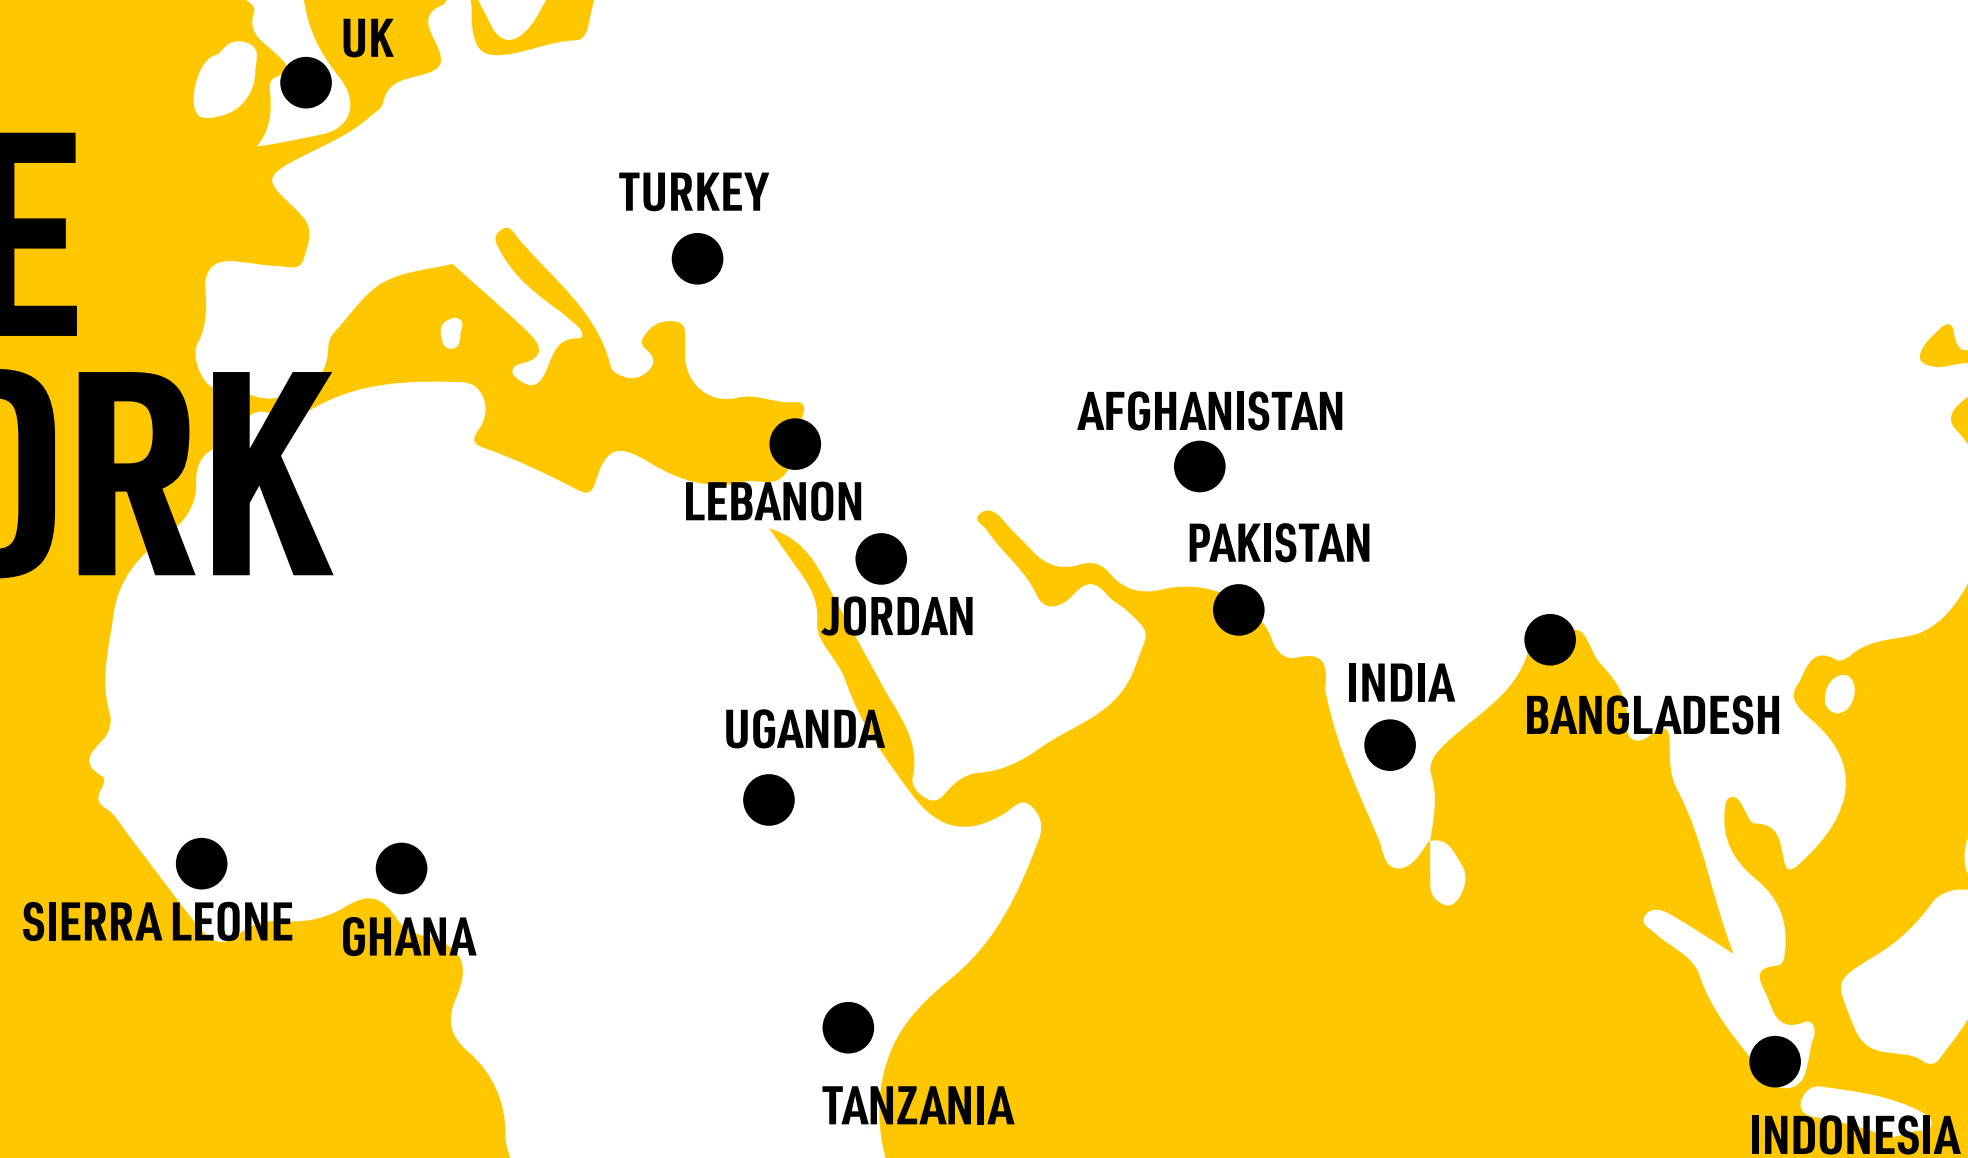 UK
E
TURKEY
ORK
AFGHANISTAN
LEBANON
PAKISTAN
JORDAN
INDIA
UGANDA
BANGLADESH
SIERRA LEONE
GHANA
TANZANIA
INDONESIA